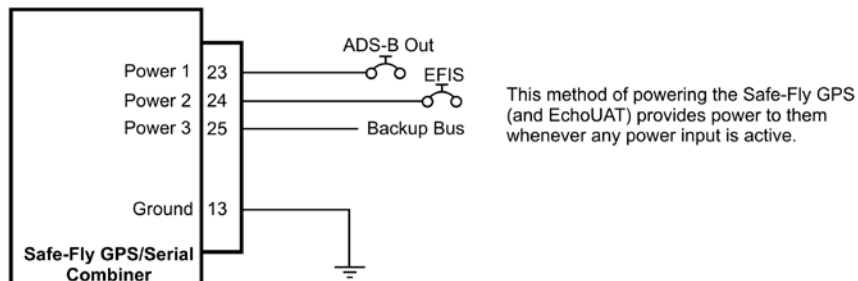 ADS-B Out
Power 1 23
EFIS
Power 2 24
Power 3 25 Backup Bus
This method of powering the Safe-Fly GPS
(and EchoUAT) provides power to them
whenever any power input is active.
Ground 13
Safe-Fly GPS/Serial
Combiner